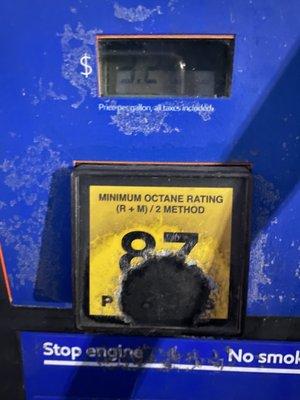 $
Price per gallon, all taxes included
MINIMUM OCTANE RATING
(R + M) / 2 METHOD
87
P
Stop engine No smok